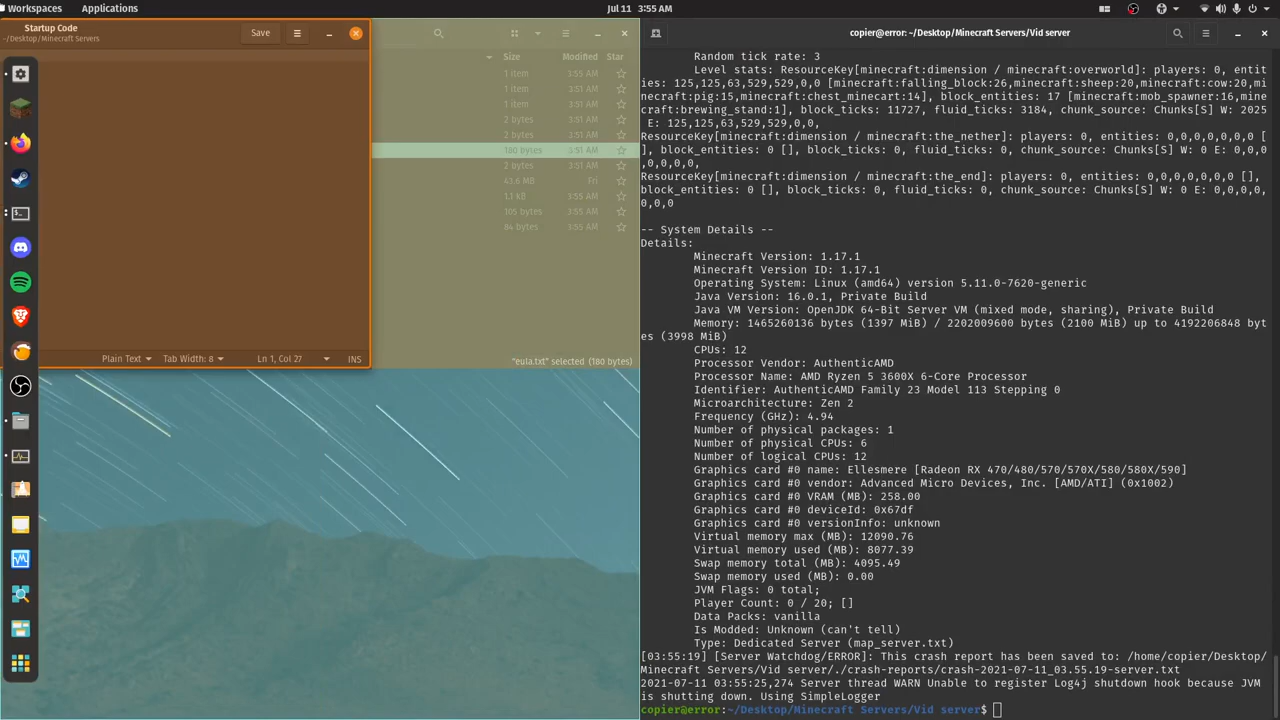 Workspaces
Applications
Jul 11 3:55 AM
Startup Code
~/Desktop/Minecraft Servers
Save
Size
Modified
Star
1 item 3:55 AM
1 item 3:51 AM
1 item 3:55 AM
2 bytes 3:51 AM
2 bytes 3:51 AM
180 bytes 3:51 AM
2 bytes 3:51 AM
43.6 MB Fri
1.1 kB 3:55 AM
105 bytes 3:55 AM
84 bytes 3:55 AM
Plain Text
Tab Width: 8
Ln 1, Col 27
INS
"eula.txt" selected (180 bytes)
copier@error: ~/Desktop/Minecraft Servers/Vid server
Random tick rate: 3
Level stats: ResourceKey[minecraft:dimension / minecraft:overworld]: players: 0, entit
ies: 125,125,63,529,529,0,0 [minecraft:falling_block:26,minecraft:sheep:20,minecraft:cow:20,m
inecraft:pig:15,minecraft:chest_minecart:14], block_entities: 17 [minecraft:mob_spawner:16,mine
craft:brewing_stand:1], block_ticks: 11727, fluid_ticks: 3184, chunk_source: Chunks[S] W: 2025
E: 125,125,63,529,529,0,0,
ResourceKey[minecraft:dimension / minecraft:the_nether]: players: 0, entities: 0,0,0,0,0,0,0 [
], block_entities: 0 [], block_ticks: 0, fluid_ticks: 0, chunk_source: Chunks[S] W: 0 E: 0,0,0
,0,0,0,0,
ResourceKey[minecraft:dimension / minecraft:the_end]: players: 0, entities: 0,0,0,0,0,0,0 [],
block_entities: 0 [], block_ticks: 0, fluid_ticks: 0, chunk_source: Chunks[S] W: 0 E: 0,0,0,0,
0,0,0
-- System Details --
Details:
Minecraft Version: 1.17.1
Minecraft Version ID: 1.17.1
Operating System: Linux (amd64) version 5.11.0-7620-generic
Java Version: 16.0.1, Private Build
Java VM Version: OpenJDK 64-Bit Server VM (mixed mode, sharing), Private Build
Memory: 1465260136 bytes (1397 MiB) / 2202009600 bytes (2100 MiB) up to 4192206848 byt
es (3998 MiB)
CPUs: 12
Processor Vendor: AuthenticAMD
Processor Name: AMD Ryzen 5 3600X 6-Core Processor
Identifier: AuthenticAMD Family 23 Model 113 Stepping 0
Microarchitecture: Zen 2
Frequency (GHz): 4.94
Number of physical packages: 1
Number of physical CPUs: 6
Number of logical CPUs: 12
Graphics card #0 name: Ellesmere [Radeon RX 470/480/570/570X/580/580X/590]
Graphics card #0 vendor: Advanced Micro Devices, Inc. [AMD/ATI] (0x1002)
Graphics card #0 VRAM (MB): 258.00
Graphics card #0 deviceId: 0x67df
Graphics card #0 versionInfo: unknown
Virtual memory max (MB): 12090.76
Virtual memory used (MB): 8077.39
Swap memory total (MB): 4095.49
Swap memory used (MB): 0.00
JVM Flags: 0 total;
Player Count: 0 / 20; []
Data Packs: vanilla
Is Modded: Unknown (can't tell)
Type: Dedicated Server (map_server.txt)
[03:55:19] [Server Watchdog/ERROR]: This crash report has been saved to: /home/copier/Desktop/
Minecraft Servers/Vid server/./crash-reports/crash-2021-07-11_03.55.19-server.txt
2021-07-11 03:55:25,274 Server thread WARN Unable to register Log4j shutdown hook because JVM
is shutting down. Using SimpleLogger
copier@error:~/Desktop/Minecraft Servers/Vid server$